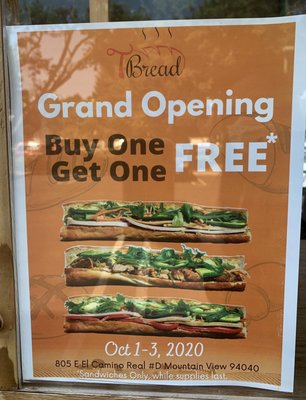 Bread
Grand Opening
Buy One
Get One
FREE*
Oct 1-3, 2020
805 E El Camino Real #D Mountain View 94040
*Sandwiches Only, while supplies last.